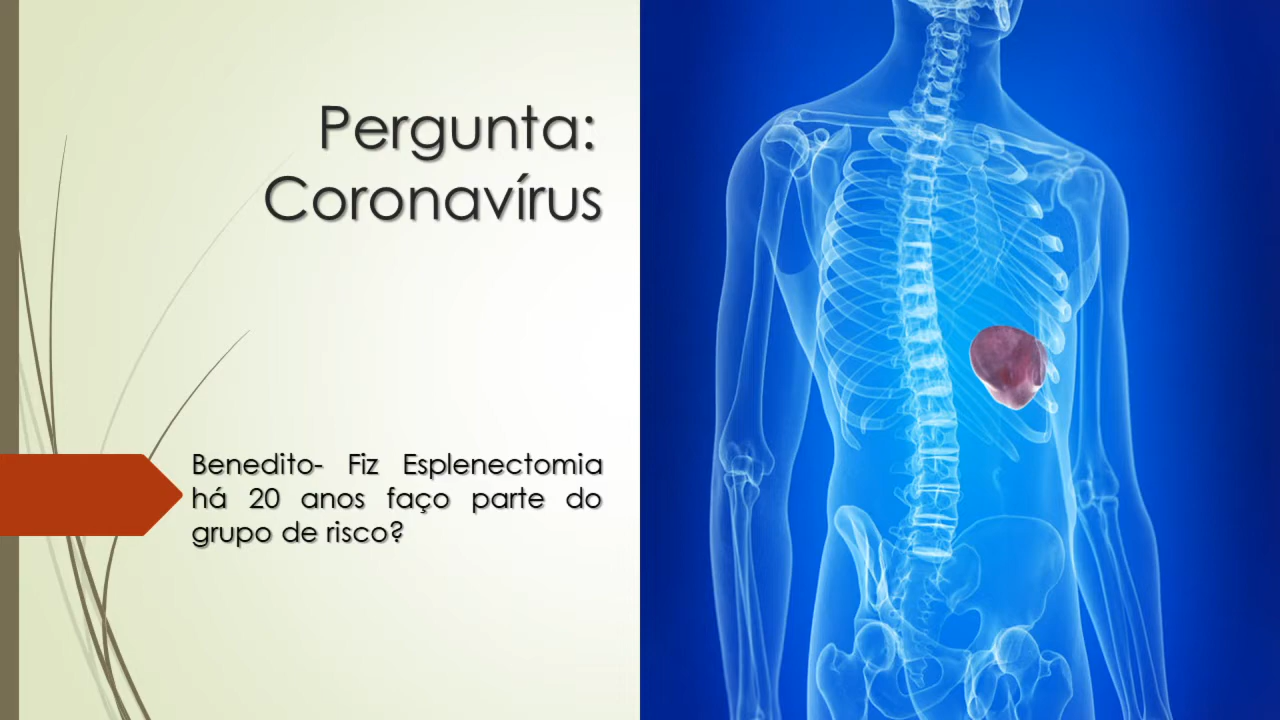 Pergunta:
Coronavírus
Benedito- Fiz Esplenectomia
há 20 anos faço parte do
grupo de risco?